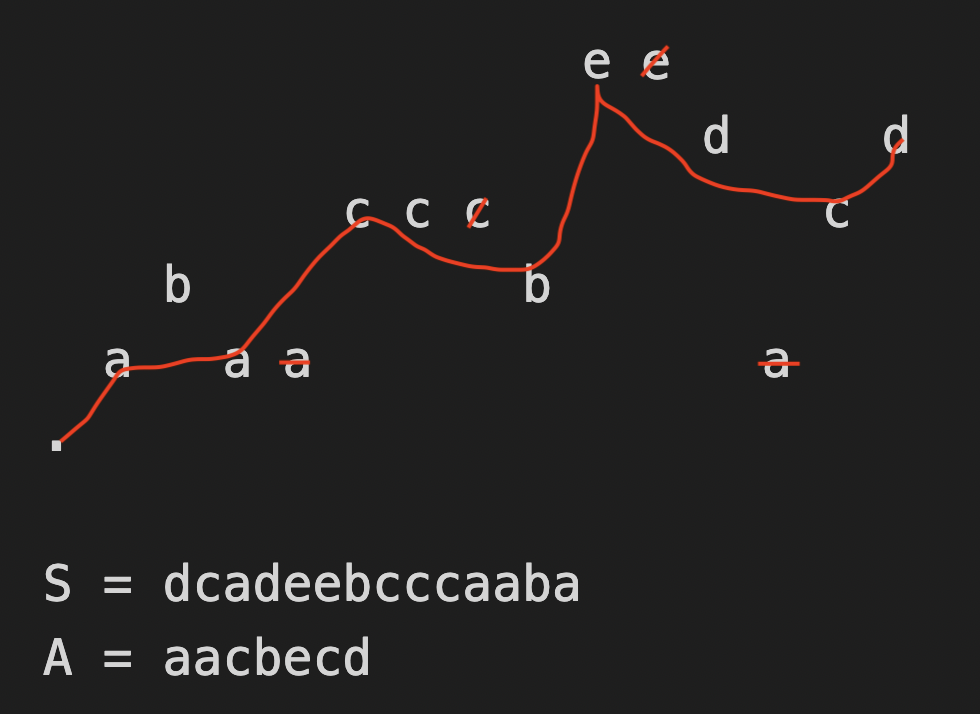 e e
d d
c c c c
b b
a a a a
.
S = dcadeebcccaaba
A = aacbecd